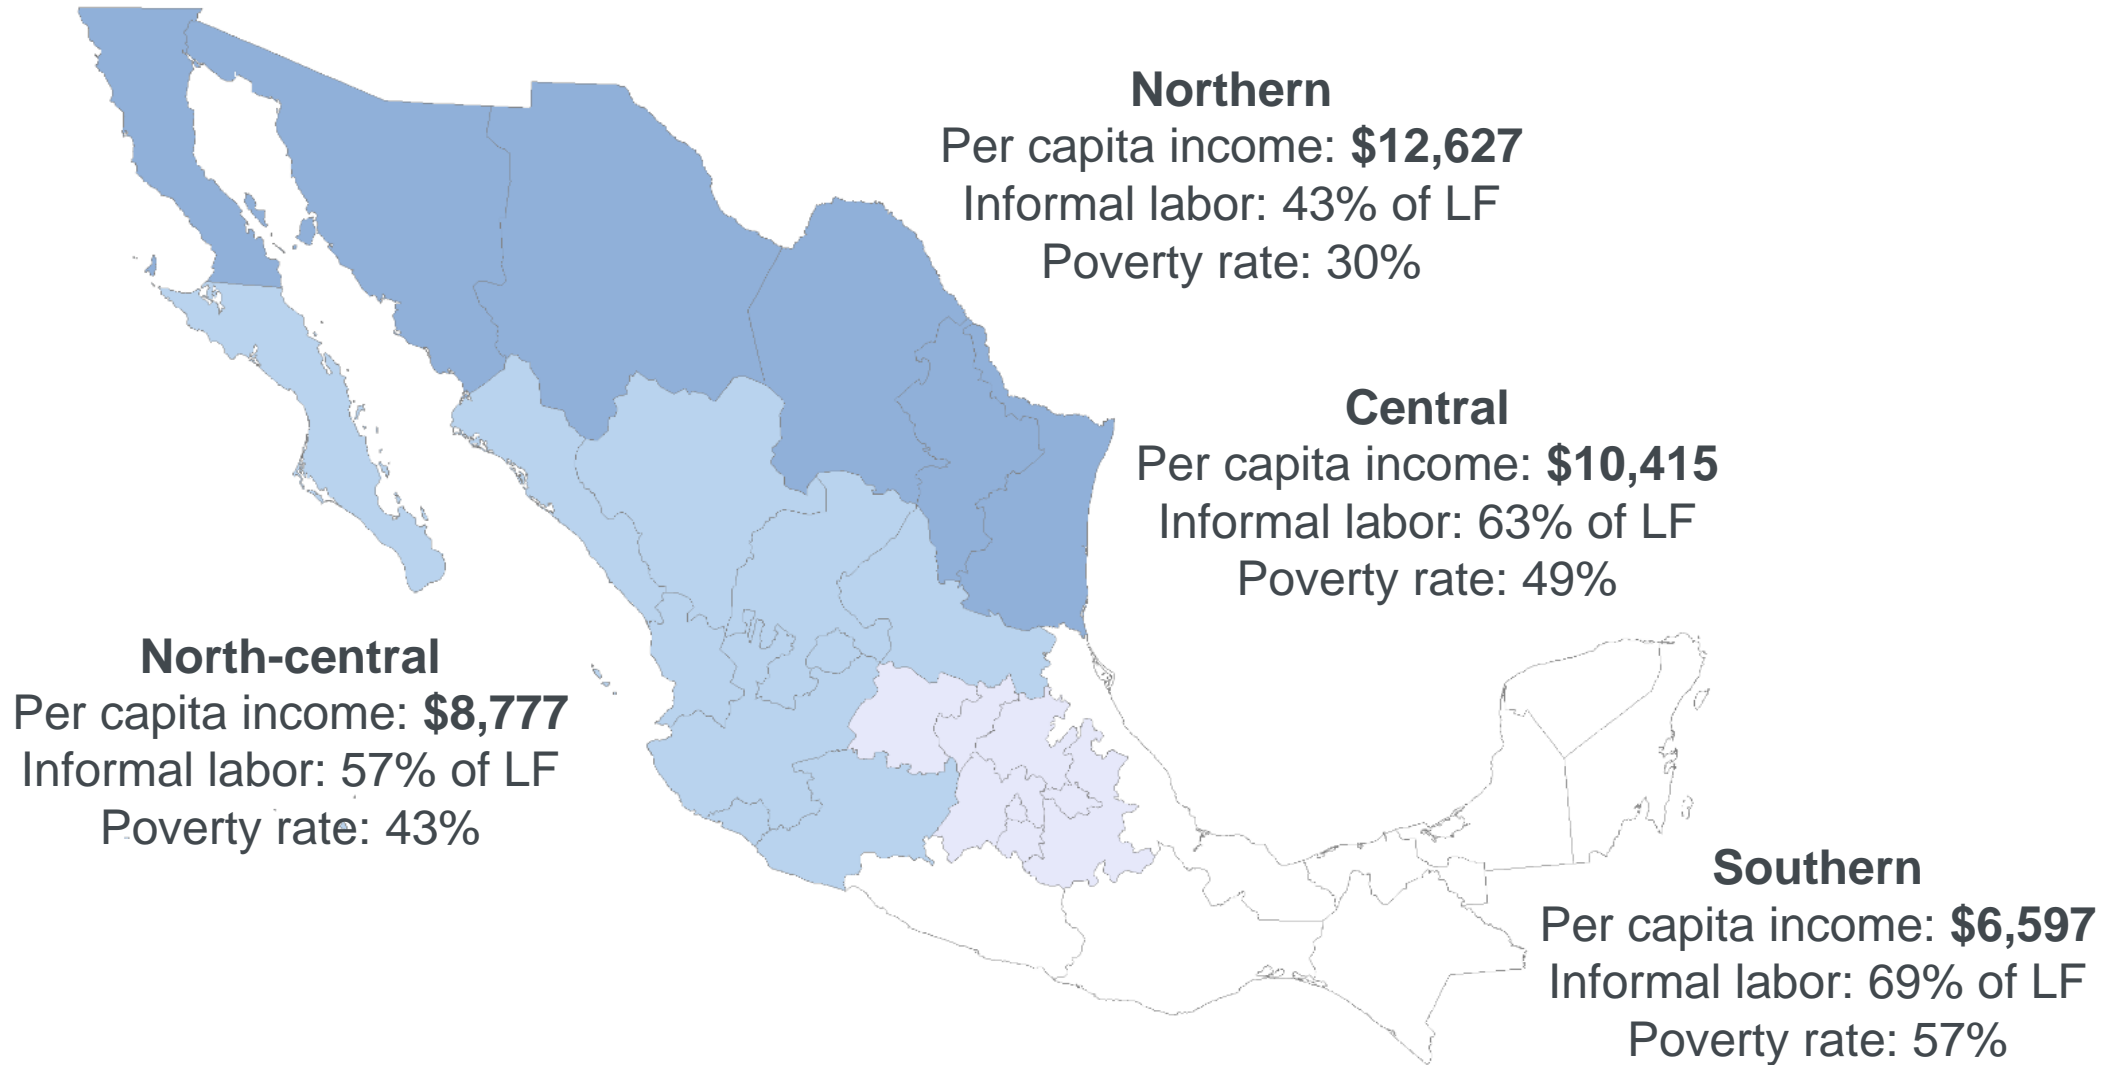 Northern
Per capita income: $12,627
Informal labor: 43% of LF
Poverty rate: 30%
Central
Per capita income: $10,415
Informal labor: 63% of LF
Poverty rate: 49%
North-central
Per capita income: $8,777
Informal labor: 57% of LF
Poverty rate: 43%
Southern
Per capita income: $6,597
Informal labor: 69% of LF
Poverty rate: 57%